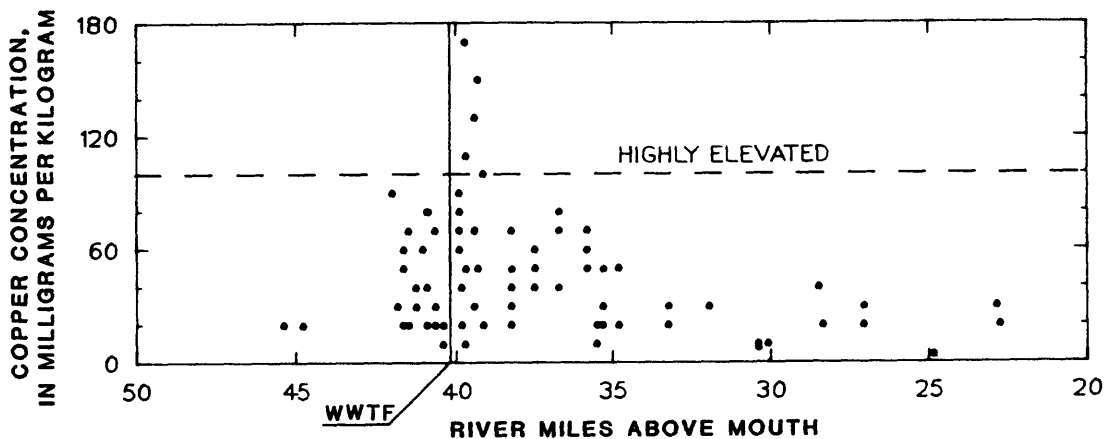 COPPER CONCENTRATION,
IN MILLIGRAMS PER KILOGRAM
180
120
60
0
HIGHLY ELEVATED
50
45
40
35
30
25
20
WWTF
RIVER MILES ABOVE MOUTH